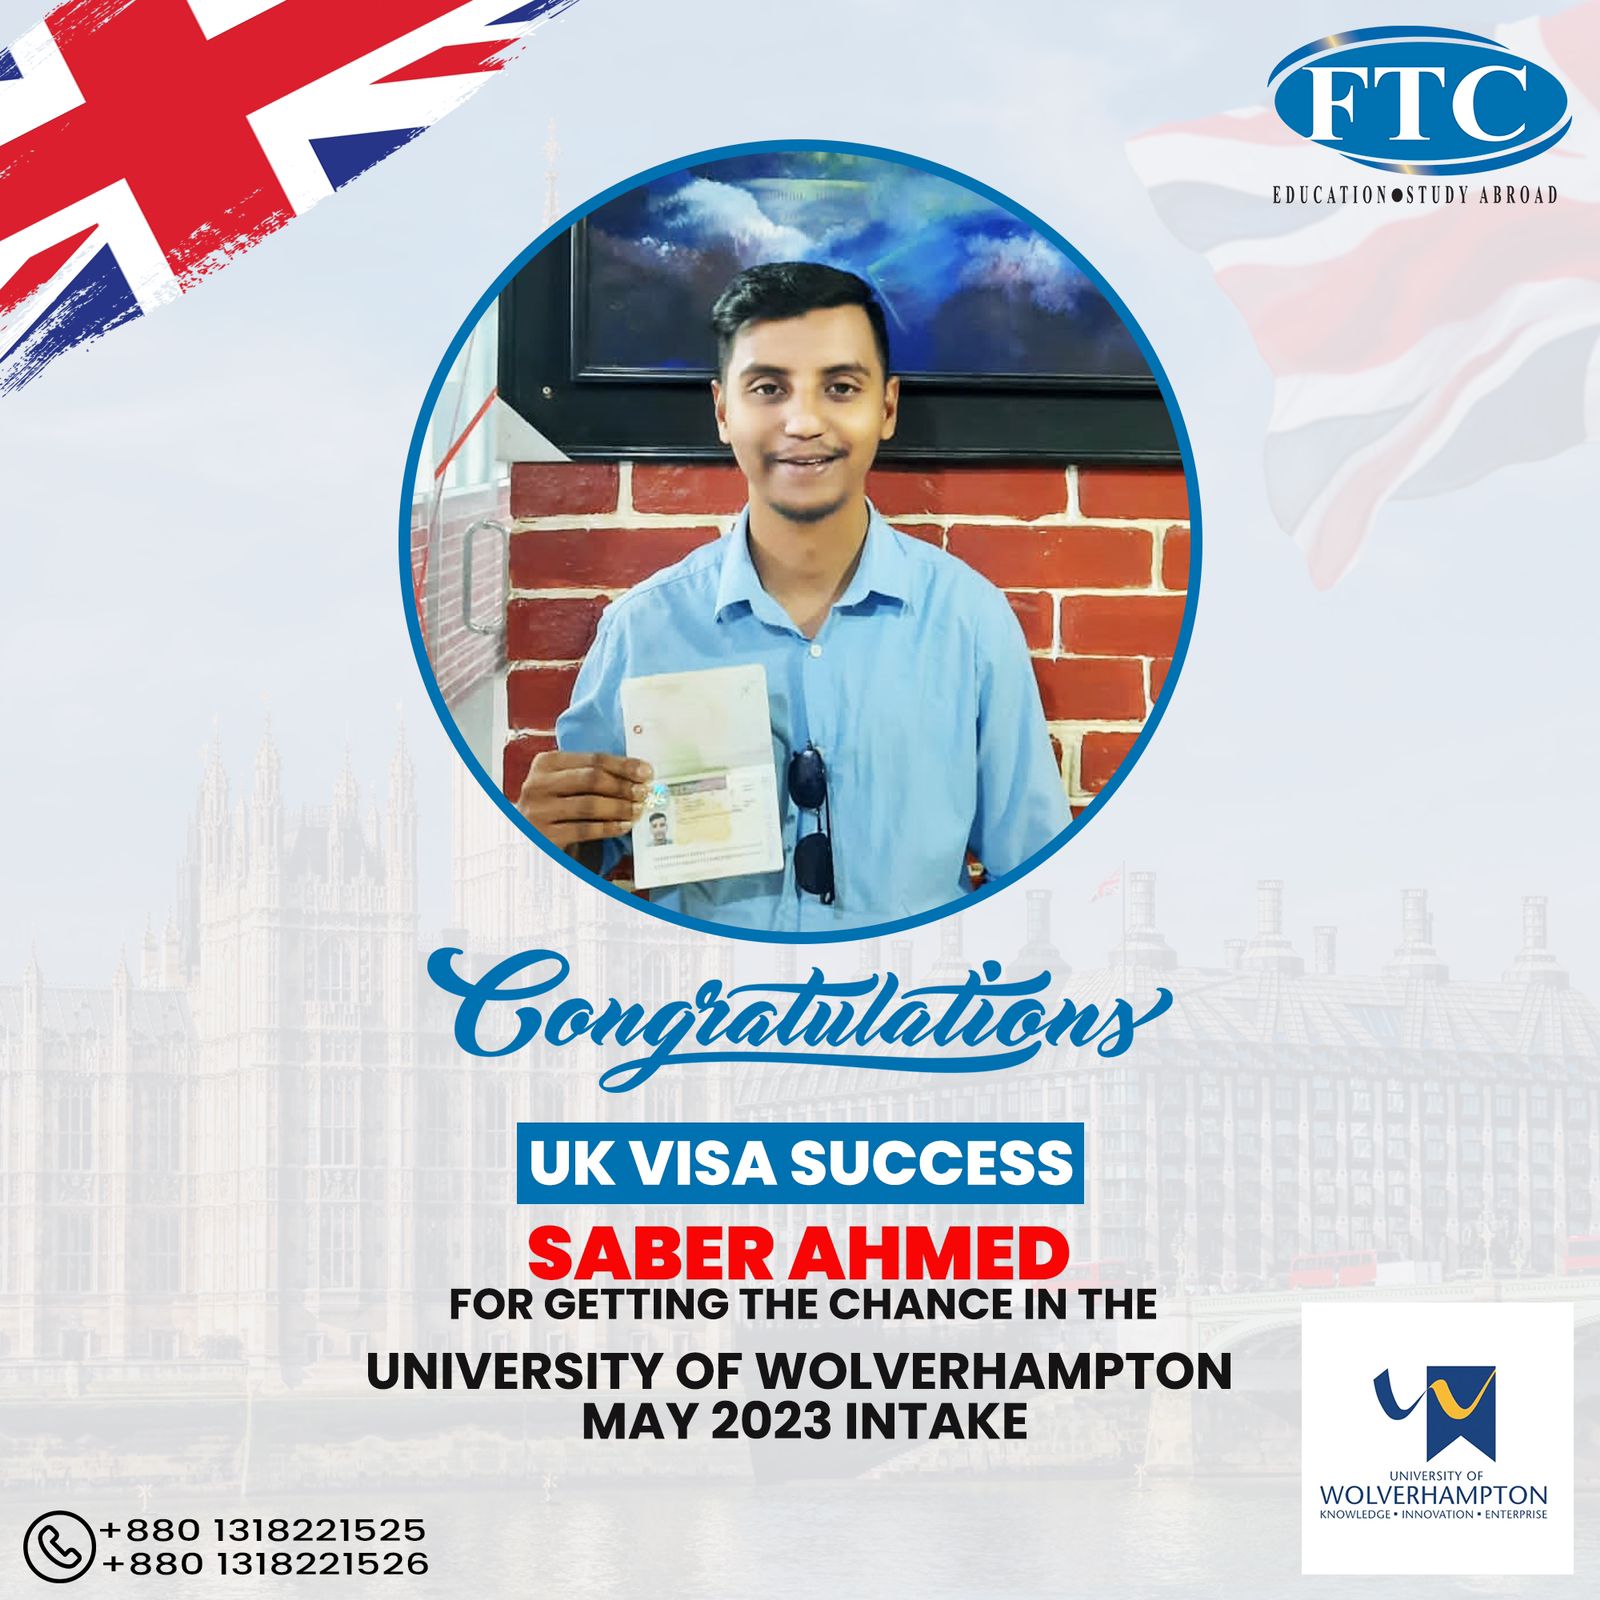 FTC
EDUCATION●STUDY ABROAD
Congratulations
UK VISA SUCCESS
SABER AHMED
FOR GETTING THE CHANCE IN THE
UNIVERSITY OF WOLVERHAMPTON
MAY 2023 INTAKE
UNIVERSITY OF
WOLVERHAMPTON
KNOWLEDGE ▪ INNOVATION ▪ ENTERPRISE
+880 1318221525
+880 1318221526